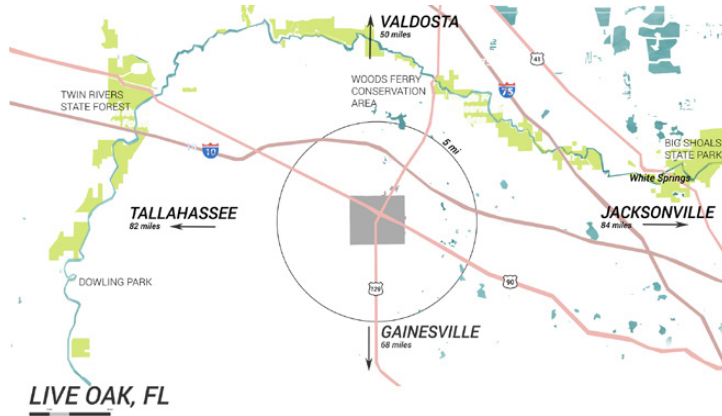 VALDOSTA
50 miles
41
TWIN RIVERS
STATE FOREST
WOODS FERRY
CONSERVATION
AREA
75
10
5 mi
BIG SHOALS
STATE PARK
White Springs
TALLAHASSEE
82 miles
JACKSONVILLE
84 miles
DOWLING PARK
129
90
GAINESVILLE
68 miles
LIVE OAK, FL